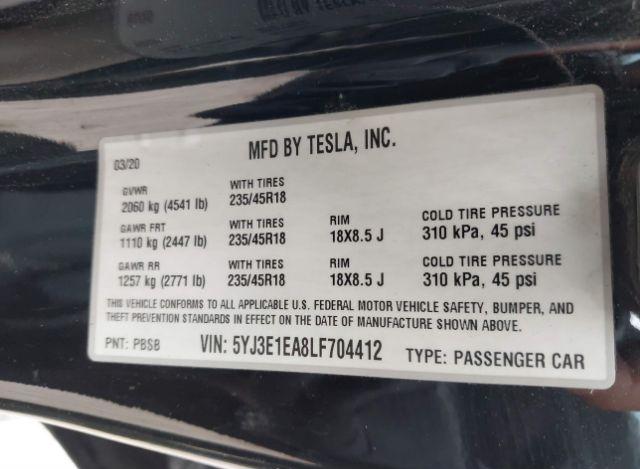 MFD BY TESLA, INC.
03/20
GVWR WITH TIRES
2060 kg (4541 lb) 235/45R18
GAWR FRT WITH TIRES RIM COLD TIRE PRESSURE
1110 kg (2447 lb) 235/45R18 18X8.5 J 310 kPa, 45 psi
GAWR RR WITH TIRES RIM COLD TIRE PRESSURE
1257 kg (2771 lb) 235/45R18 18X8.5 J 310 kPa, 45 psi
THIS VEHICLE CONFORMS TO ALL APPLICABLE U.S. FEDERAL MOTOR VEHICLE SAFETY, BUMPER, AND
THEFT PREVENTION STANDARDS IN EFFECT ON THE DATE OF MANUFACTURE SHOWN ABOVE.
PNT: PBSB VIN: 5YJ3E1EA8LF704412 TYPE: PASSENGER CAR